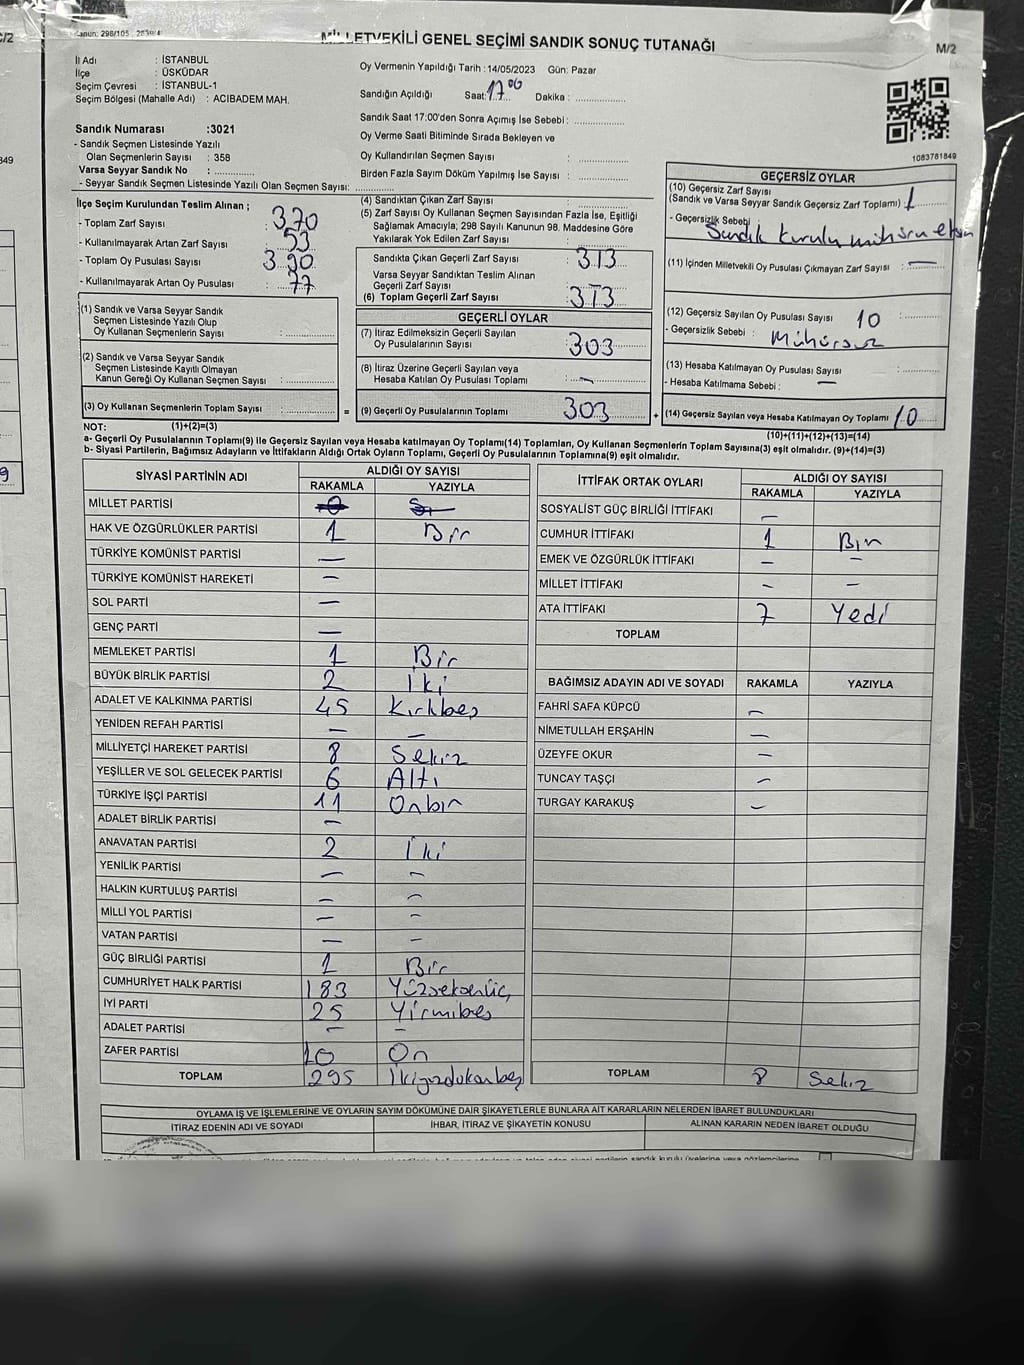 C/2
Kanun: 298/105
MİLLETVEKİLİ GENEL SEÇİMİ SANDIK SONUÇ TUTANAĞI
M/2
İl Adı : İSTANBUL
İlçe : ÜSKÜDAR
Seçim Çevresi : İSTANBUL-1
Seçim Bölgesi (Mahalle Adı) : ACIBADEM MAH.
Oy Vermenin Yapıldığı Tarih : 14/05/2023 Gün: Pazar
Sandığın Açıldığı Saat: 17 00 Dakika :
Sandık Saat 17:00'den Sonra Açımış İse Sebebi :
Oy Verme Saati Bitiminde Sırada Bekleyen ve
Oy Kullandırılan Seçmen Sayısı :
Birden Fazla Sayım Döküm Yapılmış İse Sayısı :
1083781849
849
Sandık Numarası :3021
- Sandık Seçmen Listesinde Yazılı
Olan Seçmenlerin Sayısı : 358
Varsa Seyyar Sandık No :
- Seyyar Sandık Seçmen Listesinde Yazılı Olan Seçmen Sayısı:
İlçe Seçim Kurulundan Teslim Alınan ;
- Toplam Zarf Sayısı : 370
- Kullanılmayarak Artan Zarf Sayısı : 53
- Toplam Oy Pusulası Sayısı : 390
- Kullanılmayarak Artan Oy Pusulası : 77
(1) Sandık ve Varsa Seyyar Sandık
Seçmen Listesinde Yazılı Olup
Oy Kullanan Seçmenlerin Sayısı :
(2) Sandık ve Varsa Seyyar Sandık
Seçmen Listesinde Kayıtlı Olmayan
Kanun Gereği Oy Kullanan Seçmen Sayısı :
(3) Oy Kullanan Seçmenlerin Toplam Sayısı : =
(4) Sandıktan Çıkan Zarf Sayısı :
(5) Zarf Sayısı Oy Kullanan Seçmen Sayısından Fazla İse, Eşitliği
Sağlamak Amacıyla; 298 Sayılı Kanunun 98. Maddesine Göre
Yakılarak Yok Edilen Zarf Sayısı :
Sandıkta Çıkan Geçerli Zarf Sayısı : 313
Varsa Seyyar Sandıktan Teslim Alınan
Geçerli Zarf Sayısı :
(6) Toplam Geçerli Zarf Sayısı : 313
GEÇERLİ OYLAR
(7) İtiraz Edilmeksizin Geçerli Sayılan
Oy Pusulalarının Sayısı : 303
(8) İtiraz Üzerine Geçerli Sayılan veya
Hesaba Katılan Oy Pusulası Toplamı : -
(9) Geçerli Oy Pusulalarının Toplamı 303 +
GEÇERSİZ OYLAR
(10) Geçersiz Zarf Sayısı
(Sandık ve Varsa Seyyar Sandık Geçersiz Zarf Toplamı) : 1
- Geçersizlik Sebebi :
Sandık Kurulu mührü eksin
(11) İçinden Milletvekili Oy Pusulası Çıkmayan Zarf Sayısı : -
(12) Geçersiz Sayılan Oy Pusulası Sayısı : 10
- Geçersizlik Sebebi : Mühürsüz
(13) Hesaba Katılmayan Oy Pusulası Sayısı :
- Hesaba Katılmama Sebebi : -
(14) Geçersiz Sayılan veya Hesaba Katılmayan Oy Toplamı 10
NOT: (1)+(2)=(3)
(10)+(11)+(12)+(13)=(14)
a- Geçerli Oy Pusulalarının Toplamı(9) ile Geçersiz Sayılan veya Hesaba katılmayan Oy Toplamı(14) Toplamları, Oy Kullanan Seçmenlerin Toplam Sayısına(3) eşit olmalıdır. (9)+(14)=(3)
b- Siyasi Partilerin, Bağımsız Adayların ve İttifakların Aldığı Ortak Oyların Toplamı, Geçerli Oy Pusulalarının Toplamına(9) eşit olmalıdır.
SİYASİ PARTİNİN ADI ALDIĞI OY SAYISI
RAKAMLA YAZIYLA
MİLLET PARTİSİ
HAK VE ÖZGÜRLÜKLER PARTİSİ 1 Bir
TÜRKİYE KOMÜNİST PARTİSİ -
TÜRKİYE KOMÜNİST HAREKETİ -
SOL PARTİ -
GENÇ PARTİ -
MEMLEKET PARTİSİ 1 Bir
BÜYÜK BİRLİK PARTİSİ 2 İki
ADALET VE KALKINMA PARTİSİ 45 Kırkbeş
YENİDEN REFAH PARTİSİ - -
MİLLİYETÇİ HAREKET PARTİSİ 8 Sekiz
YEŞİLLER VE SOL GELECEK PARTİSİ 6 Altı
TÜRKİYE İŞÇİ PARTİSİ 11 Onbir
ADALET BİRLİK PARTİSİ -
ANAVATAN PARTİSİ 2 İki
YENİLİK PARTİSİ - -
HALKIN KURTULUŞ PARTİSİ - -
MİLLİ YOL PARTİSİ - -
VATAN PARTİSİ - -
GÜÇ BİRLİĞİ PARTİSİ 1 Bir
CUMHURİYET HALK PARTİSİ 183 Yüzseksenüç
İYİ PARTİ 25 Yirmibeş
ADALET PARTİSİ - -
ZAFER PARTİSİ 10 On
TOPLAM 295 İkiyüzdoksanbeş
İTTİFAK ORTAK OYLARI ALDIĞI OY SAYISI
RAKAMLA YAZIYLA
SOSYALİST GÜÇ BİRLİĞİ İTTİFAKI -
CUMHUR İTTİFAKI 1 Bir
EMEK VE ÖZGÜRLÜK İTTİFAKI - -
MİLLET İTTİFAKI - -
ATA İTTİFAKI 7 Yedi
TOPLAM
BAĞIMSIZ ADAYIN ADI VE SOYADI RAKAMLA YAZIYLA
FAHRİ SAFA KÜPCÜ -
NİMETULLAH ERŞAHİN -
ÜZEYFE OKUR -
TUNCAY TAŞÇI -
TURGAY KARAKUŞ -
TOPLAM 8 Sekiz
OYLAMA İŞ VE İŞLEMLERİNE VE OYLARIN SAYIM DÖKÜMÜNE DAİR ŞİKAYETLERLE BUNLARA AİT KARARLARIN NELERDEN İBARET BULUNDUKLARI
İTİRAZ EDENİN ADI VE SOYADI İHBAR, İTİRAZ VE ŞİKAYETİN KONUSU ALINAN KARARIN NEDEN İBARET OLDUĞU